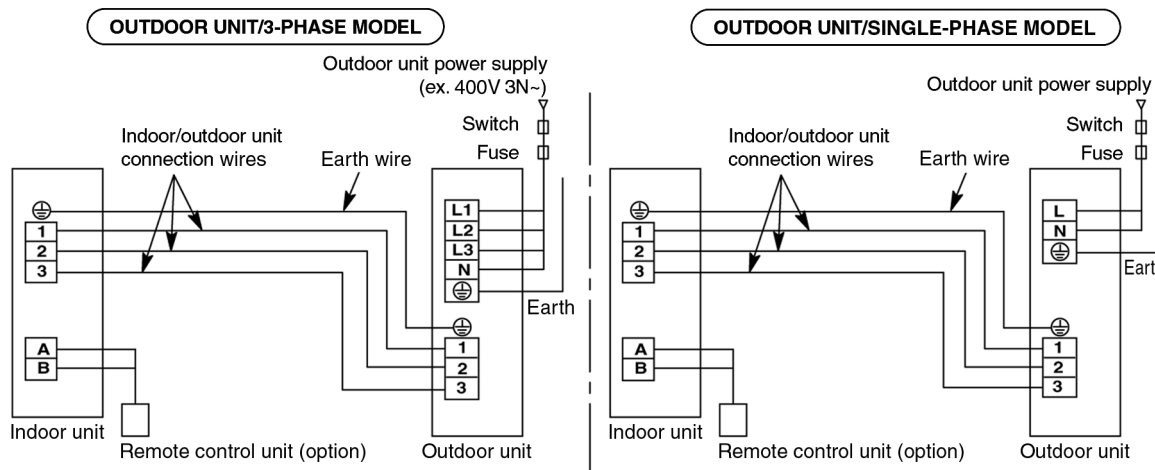 OUTDOOR UNIT/3-PHASE MODEL
Outdoor unit power supply
(ex. 400V 3N~)
Switch
Fuse
Indoor/outdoor unit
connection wires
Earth wire
1
2
3
A
B
L1
L2
L3
N
Earth
1
2
3
Indoor unit
Remote control unit (option)
Outdoor unit
OUTDOOR UNIT/SINGLE-PHASE MODEL
Outdoor unit power supply
Switch
Fuse
Indoor/outdoor unit
connection wires
Earth wire
1
2
3
A
B
L
N
Eart
1
2
3
Indoor unit
Remote control unit (option)
Outdoor unit